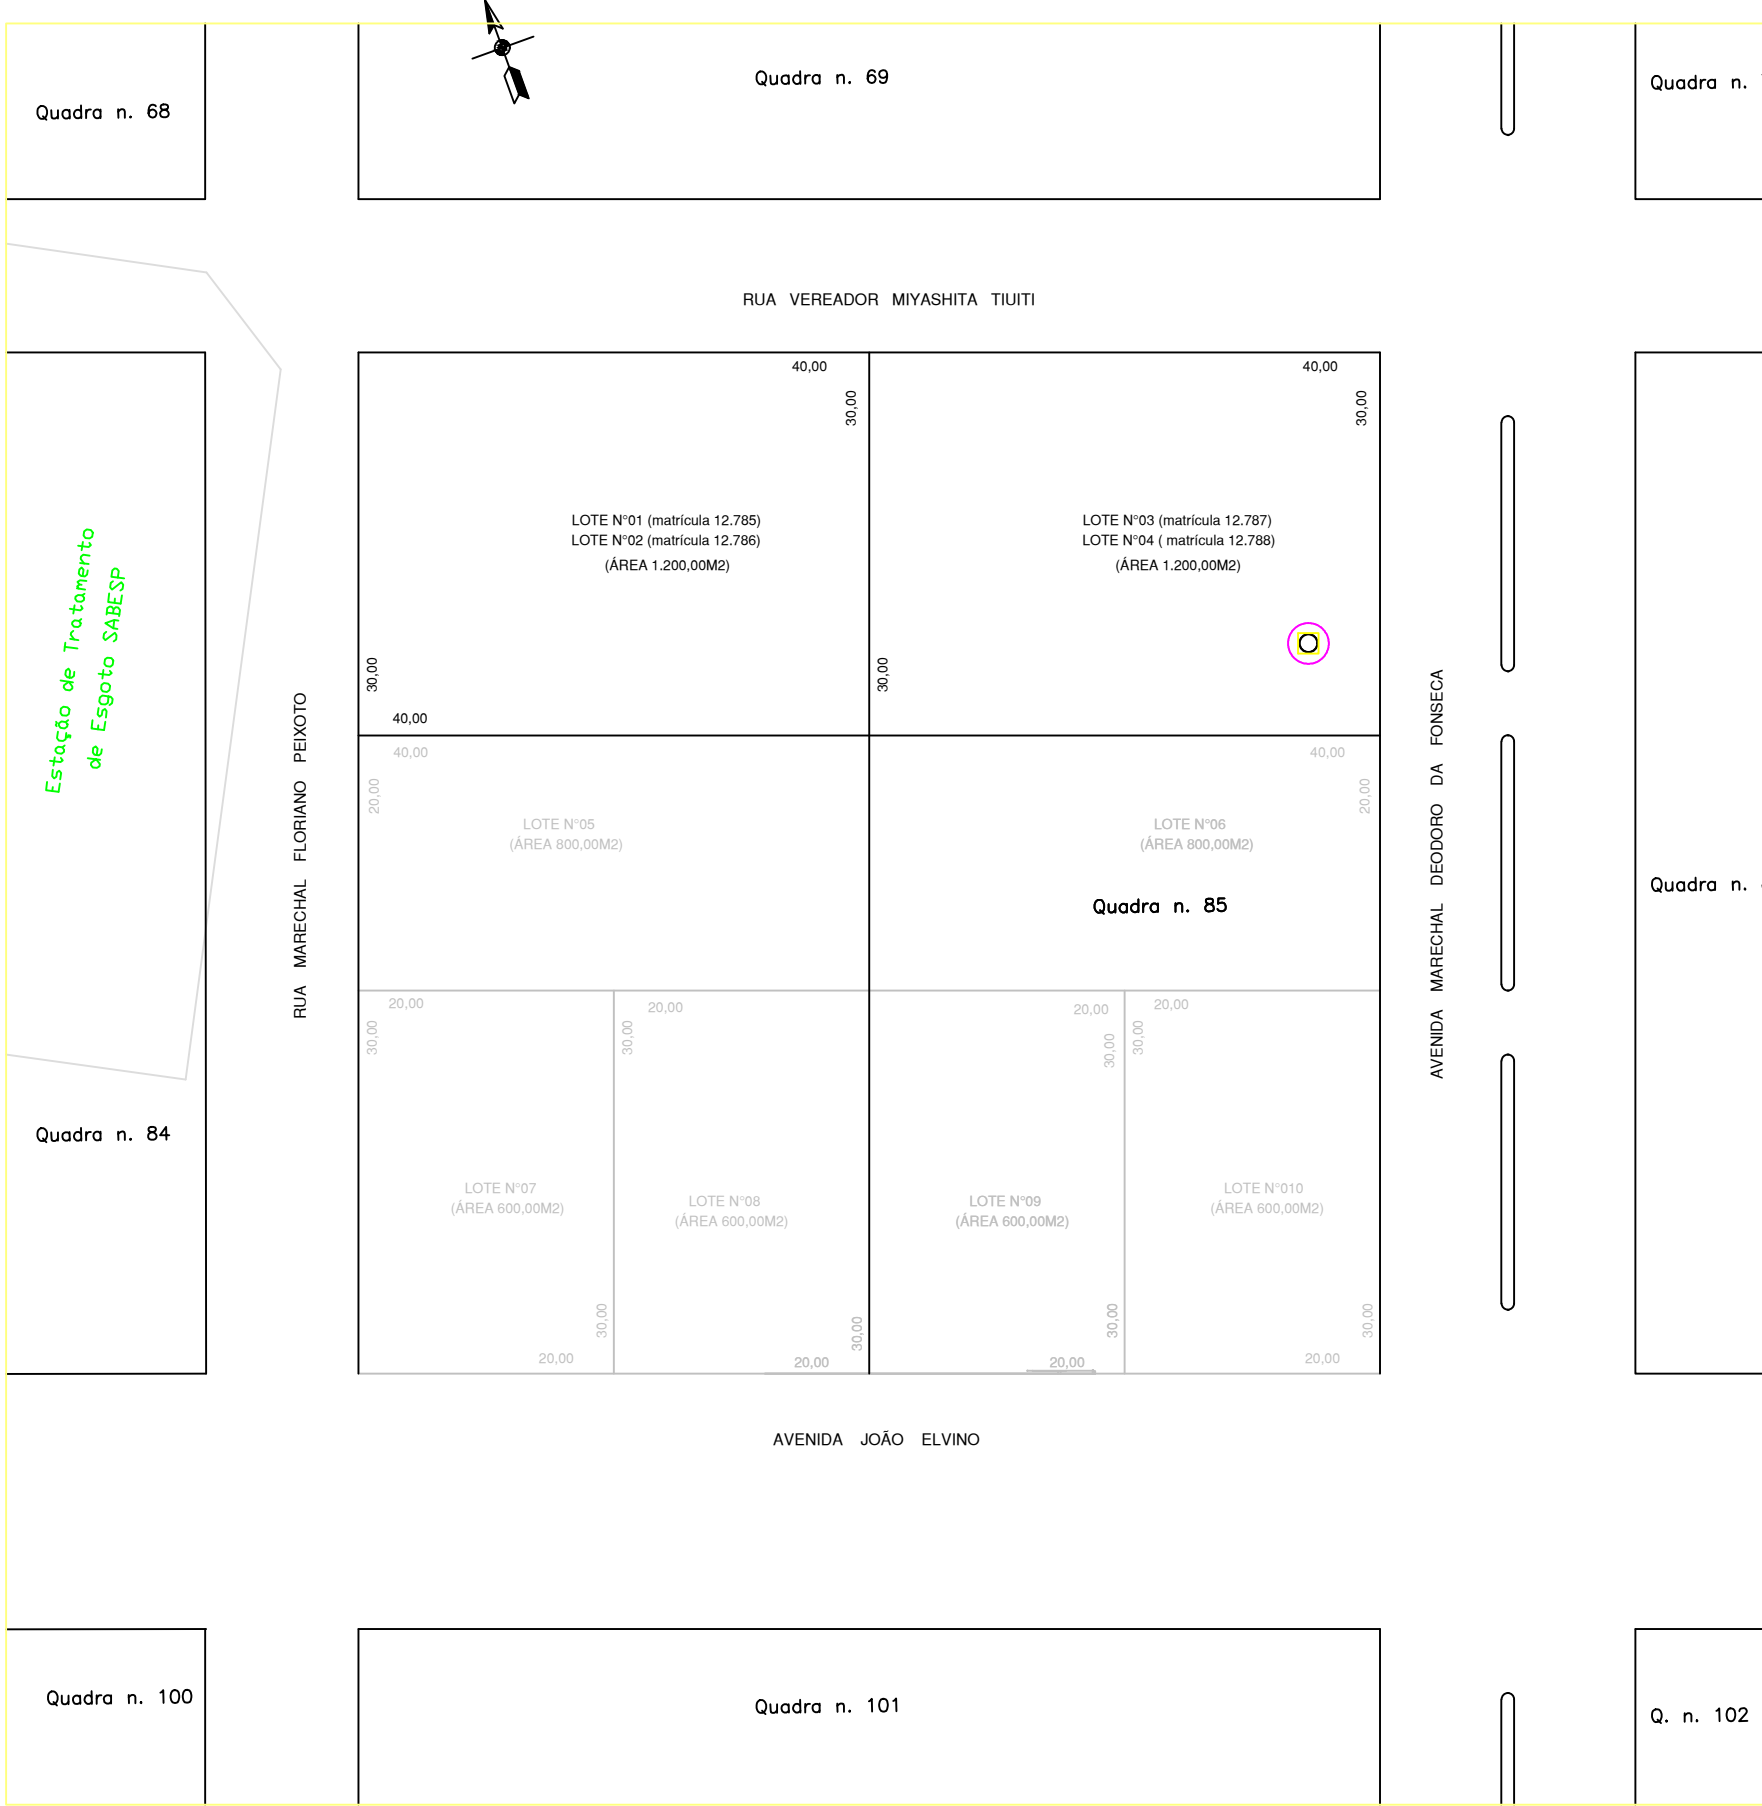 Quadra n. 68
Quadra n. 69
Quadra n.
RUA VEREADOR MIYASHITA TIUITI
40,00
30,00
40,00
30,00
LOTE N°01 (matrícula 12.785)
LOTE N°02 (matrícula 12.786)
(ÁREA 1.200,00M2)
LOTE N°03 (matrícula 12.787)
LOTE N°04 ( matrícula 12.788)
(ÁREA 1.200,00M2)
Estação de Tratamento
de Esgoto SABESP
30,00
40,00
30,00
RUA MARECHAL FLORIANO PEIXOTO
AVENIDA MARECHAL DEODORO DA FONSECA
40,00
20,00
40,00
20,00
LOTE N°05
(ÁREA 800,00M2)
LOTE N°06
(ÁREA 800,00M2)
Quadra n. 85
Quadra n.
20,00
30,00
20,00
30,00
20,00
30,00
20,00
30,00
Quadra n. 84
LOTE N°07
(ÁREA 600,00M2)
LOTE N°08
(ÁREA 600,00M2)
LOTE N°09
(ÁREA 600,00M2)
LOTE N°010
(ÁREA 600,00M2)
30,00
20,00
30,00
20,00
30,00
20,00
30,00
20,00
AVENIDA JOÃO ELVINO
Quadra n. 100
Quadra n. 101
Q. n. 102